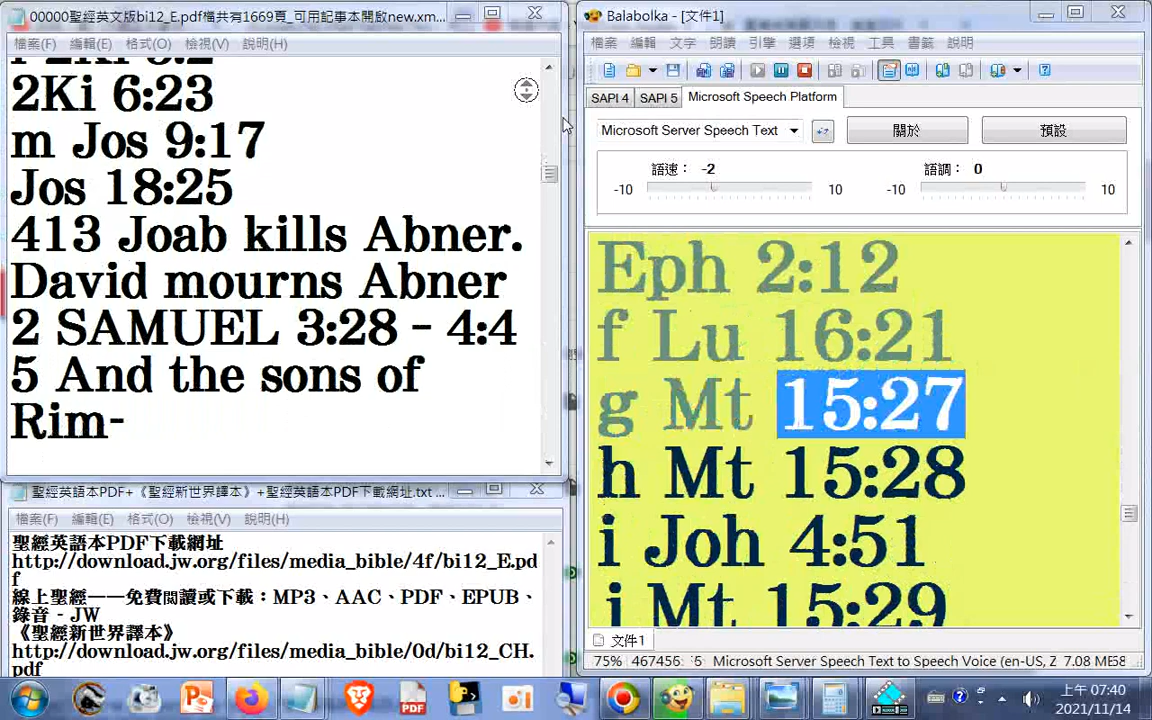 00000聖經英文版bi12_E.pdf檔共有1669頁_可用記事本開啟new.xm...
檔案(F) 編輯(E) 格式(O) 檢視(V) 說明(H)
2Ki 6:23
m Jos 9:17
Jos 18:25
413 Joab kills Abner.
David mourns Abner
2 SAMUEL 3:28 – 4:4
5 And the sons of
Rim-
聖經英語本PDF+《聖經新世界譯本》+聖經英語本PDF下載網址.txt ...
檔案(F) 編輯(E) 格式(O) 檢視(V) 說明(H)
聖經英語本PDF下載網址
http://download.jw.org/files/media_bible/4f/bi12_E.pd
f
線上聖經——免費閱讀或下載：MP3、AAC、PDF、EPUB、
錄音 - JW
《聖經新世界譯本》
http://download.jw.org/files/media_bible/0d/bi12_CH.
pdf
Balabolka - [文件1]
檔案 編輯 文字 朗讀 引擎 選項 檢視 工具 書籤 說明
SAPI 4 SAPI 5 Microsoft Speech Platform
Microsoft Server Speech Text 關於 預設
語速： -2 語調： 0
-10 10 -10 10
Eph 2:12
f Lu 16:21
g Mt 15:27
h Mt 15:28
i Joh 4:51
j Mt 15:29
文件1
75% Microsoft Server Speech Text to Speech Voice (en-US, Z 7.08 ME
上午 07:40
2021/11/14